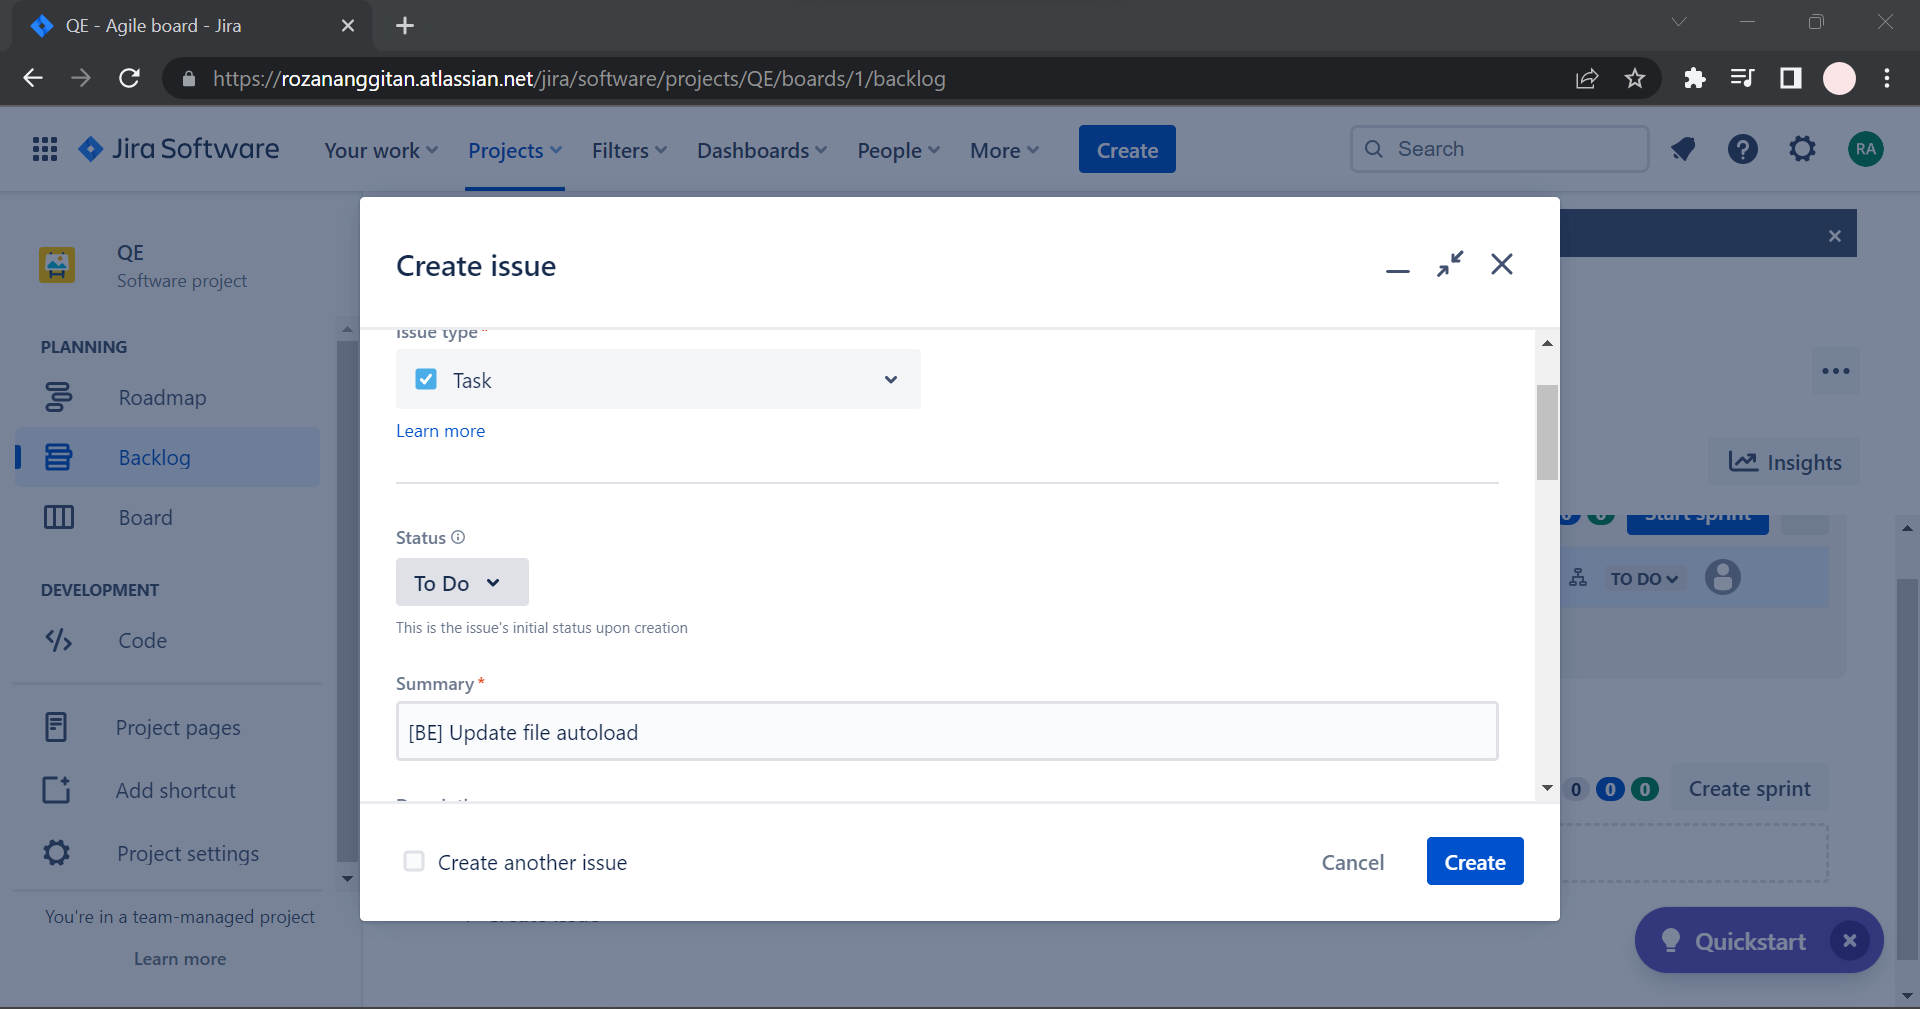 QE - Agile board - Jira
https://rozananggitan.atlassian.net/jira/software/projects/QE/boards/1/backlog
Jira Software
Your work
Projects
Filters
Dashboards
People
More
Create
Search
RA
QE
Software project
PLANNING
Roadmap
Backlog
Board
DEVELOPMENT
Code
Project pages
Add shortcut
Project settings
You're in a team-managed project
Learn more
Create issue
Issue type *
Task
Learn more
Status
To Do
This is the issue's initial status upon creation
Summary *
[BE] Update file autoload
Create another issue
Cancel
Create
Insights
Start sprint
TO DO
0 0 0
Create sprint
Quickstart